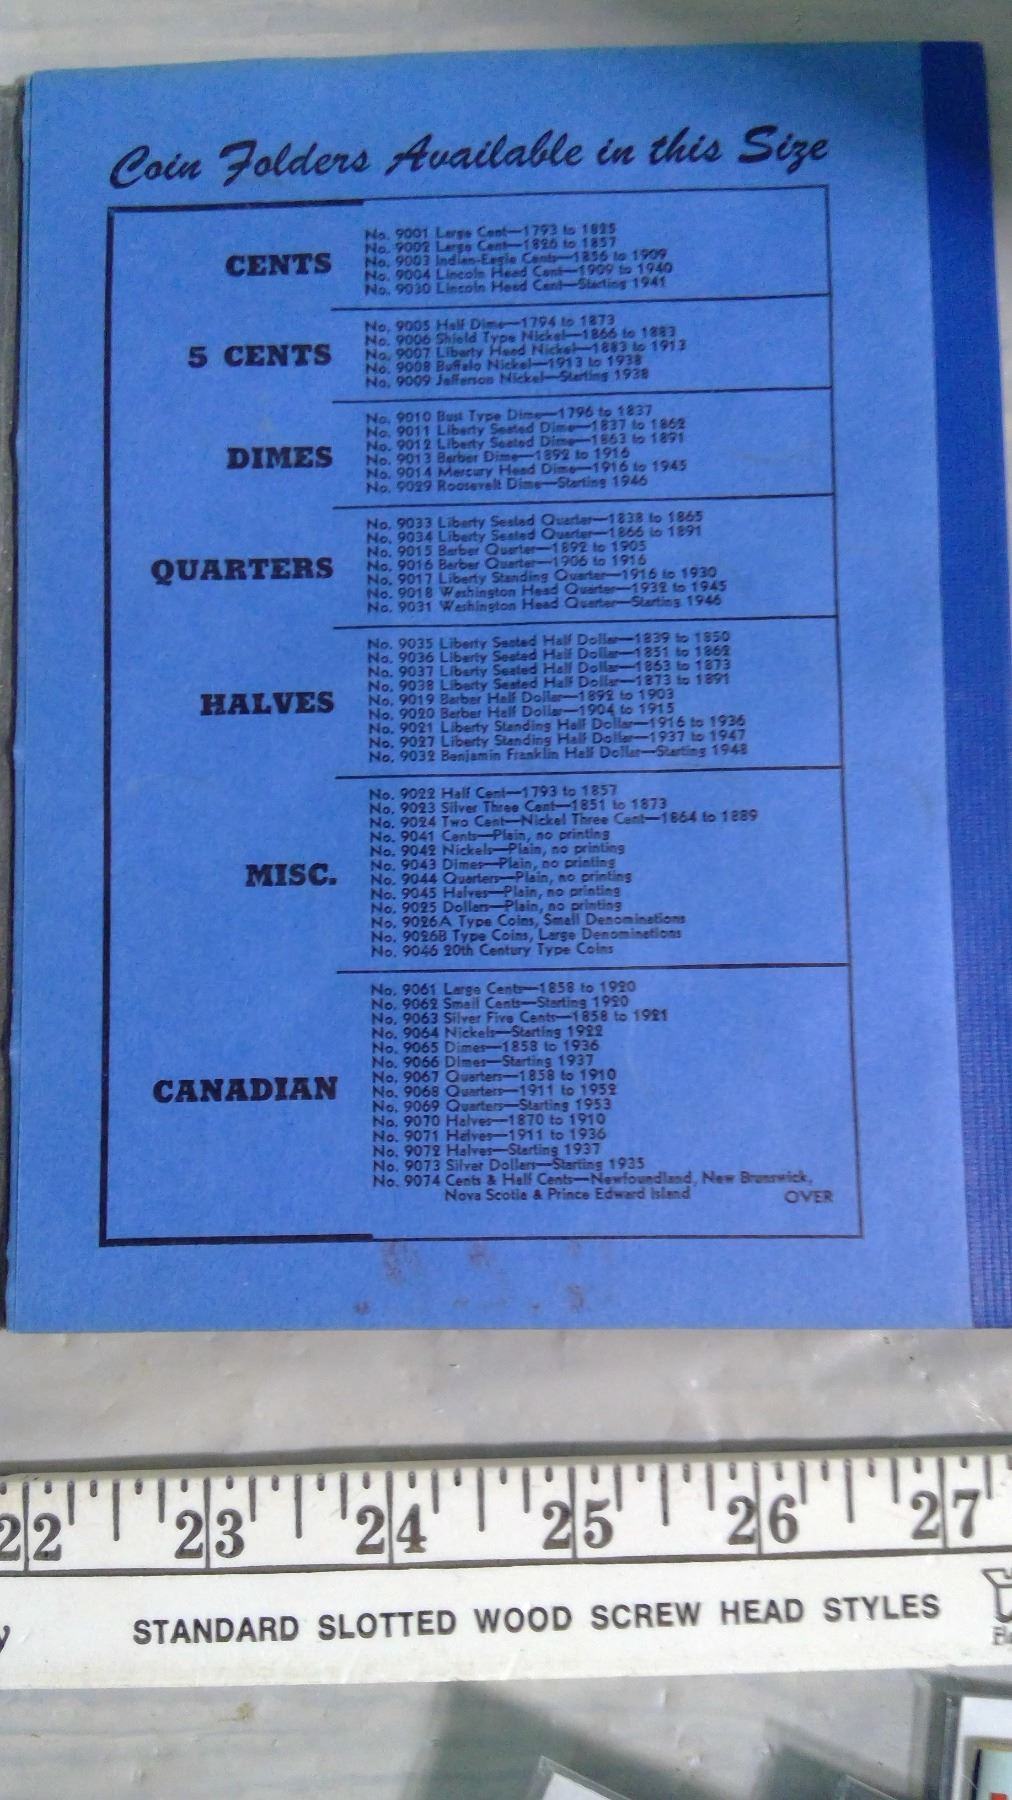 Coin Folders Available in this Size
CENTS
No. 9001 Large Cent—1793 to 1825
No. 9002 Large Cent—1826 to 1857
No. 9003 Indian-Eagle Cents—1856 to 1909
No. 9004 Lincoln Head Cent—1909 to 1940
No. 9030 Lincoln Head Cent—Starting 1941
5 CENTS
No. 9005 Half Dime—1794 to 1873
No. 9006 Shield Type Nickel—1866 to 1883
No. 9007 Liberty Head Nickel—1883 to 1913
No. 9008 Buffalo Nickel—1913 to 1938
No. 9009 Jefferson Nickel—Starting 1938
DIMES
No. 9010 Bust Type Dime—1796 to 1837
No. 9011 Liberty Seated Dime—1837 to 1862
No. 9012 Liberty Seated Dime—1863 to 1891
No. 9013 Barber Dime—1892 to 1916
No. 9014 Mercury Head Dime—1916 to 1945
No. 9029 Roosevelt Dime—Starting 1946
QUARTERS
No. 9033 Liberty Seated Quarter—1838 to 1865
No. 9034 Liberty Seated Quarter—1866 to 1891
No. 9015 Barber Quarter—1892 to 1905
No. 9016 Barber Quarter—1906 to 1916
No. 9017 Liberty Standing Quarter—1916 to 1930
No. 9018 Washington Head Quarter—1932 to 1945
No. 9031 Washington Head Quarter—Starting 1946
HALVES
No. 9035 Liberty Seated Half Dollar—1839 to 1850
No. 9036 Liberty Seated Half Dollar—1851 to 1862
No. 9037 Liberty Seated Half Dollar—1863 to 1873
No. 9038 Liberty Seated Half Dollar—1873 to 1891
No. 9019 Barber Half Dollar—1892 to 1903
No. 9020 Barber Half Dollar—1904 to 1915
No. 9021 Liberty Standing Half Dollar—1916 to 1936
No. 9027 Liberty Standing Half Dollar—1937 to 1947
No. 9032 Benjamin Franklin Half Dollar—Starting 1948
MISC.
No. 9022 Half Cent—1793 to 1857
No. 9023 Silver Three Cent—1851 to 1873
No. 9024 Two Cent—Nickel Three Cent—1864 to 1889
No. 9041 Cents—Plain, no printing
No. 9042 Nickels—Plain, no printing
No. 9043 Dimes—Plain, no printing
No. 9044 Quarters—Plain, no printing
No. 9045 Halves—Plain, no printing
No. 9025 Dollars—Plain, no printing
No. 9026A Type Coins, Small Denominations
No. 9026B Type Coins, Large Denominations
No. 9046 20th Century Type Coins
CANADIAN
No. 9061 Large Cents—1858 to 1920
No. 9062 Small Cents—Starting 1920
No. 9063 Silver Five Cents—1858 to 1921
No. 9064 Nickels—Starting 1922
No. 9065 Dimes—1858 to 1936
No. 9066 Dimes—Starting 1937
No. 9067 Quarters—1858 to 1910
No. 9068 Quarters—1911 to 1952
No. 9069 Quarters—Starting 1953
No. 9070 Halves—1870 to 1910
No. 9071 Halves—1911 to 1936
No. 9072 Halves—Starting 1937
No. 9073 Silver Dollars—Starting 1935
No. 9074 Cents & Half Cents—Newfoundland, New Brunswick,
Nova Scotia & Prince Edward Island OVER
22 23 24 25 26 27
STANDARD SLOTTED WOOD SCREW HEAD STYLES